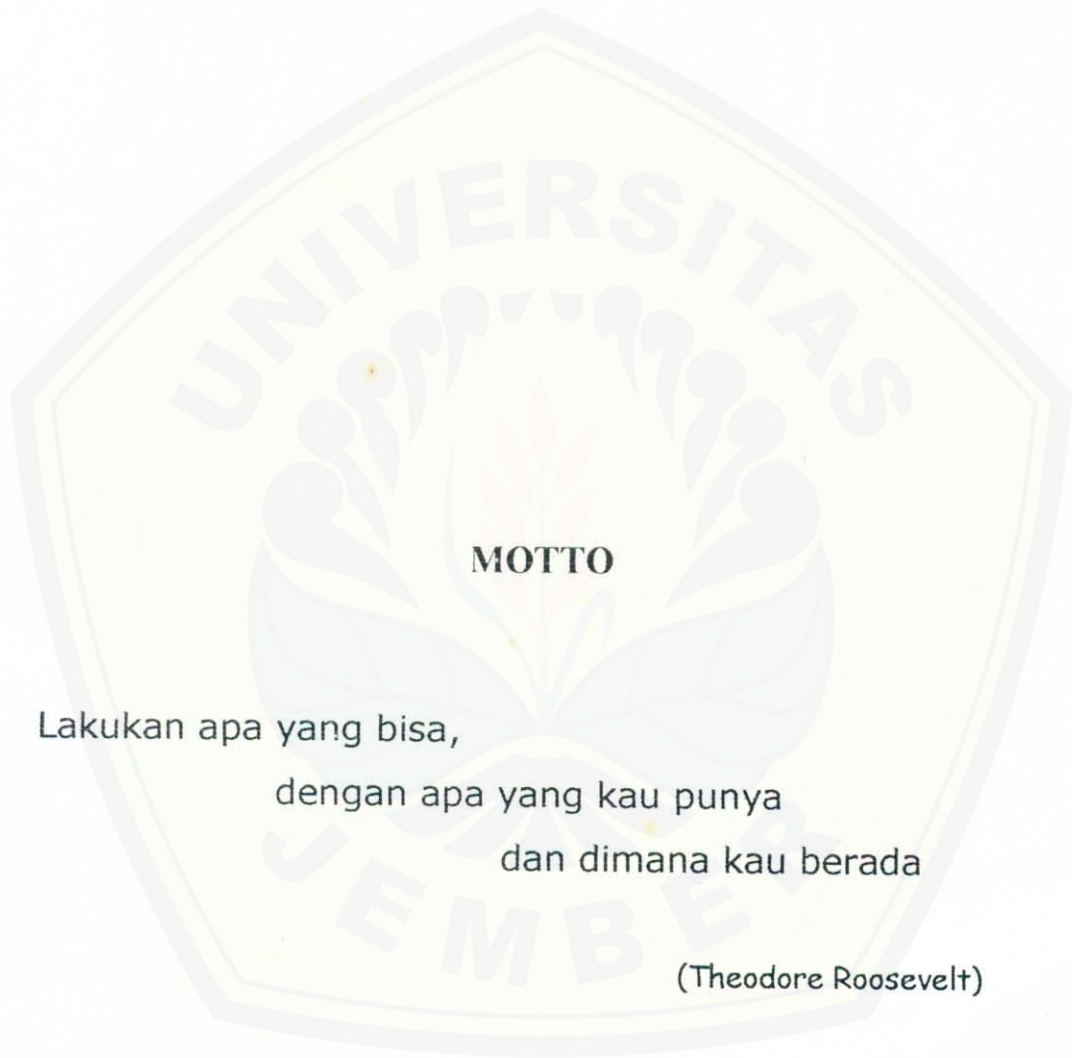 UNIVERSITAS
MOTTO
Lakukan apa yang bisa,
dengan apa yang kau punya
dan dimana kau berada
JEMBER
(Theodore Roosevelt)